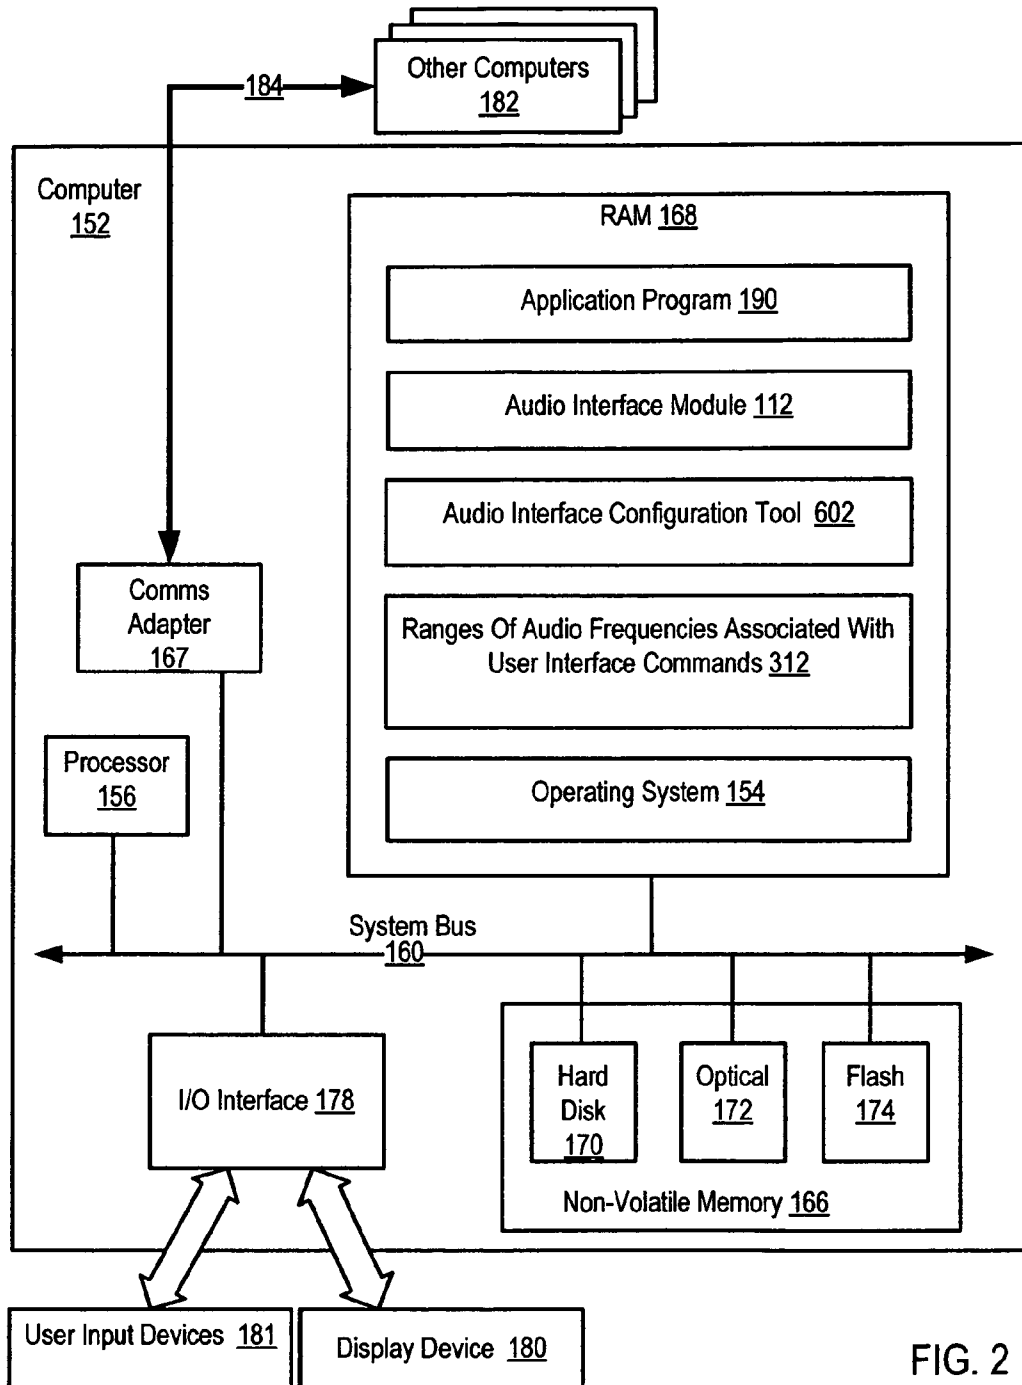 Other Computers
182
184
Computer
152
RAM 168
Application Program 190
Audio Interface Module 112
Audio Interface Configuration Tool 602
Ranges Of Audio Frequencies Associated With
User Interface Commands 312
Operating System 154
Comms
Adapter
167
Processor
156
System Bus
160
I/O Interface 178
Hard
Disk
170
Optical
172
Flash
174
Non-Volatile Memory 166
User Input Devices 181
Display Device 180
FIG. 2